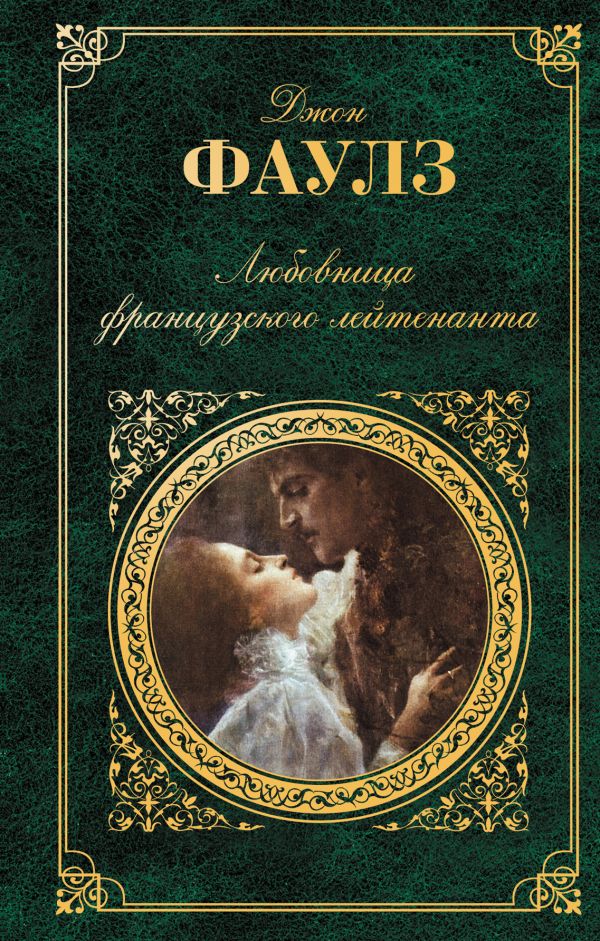 Джон
ФАУЛЗ
Любовница
французского лейтенанта